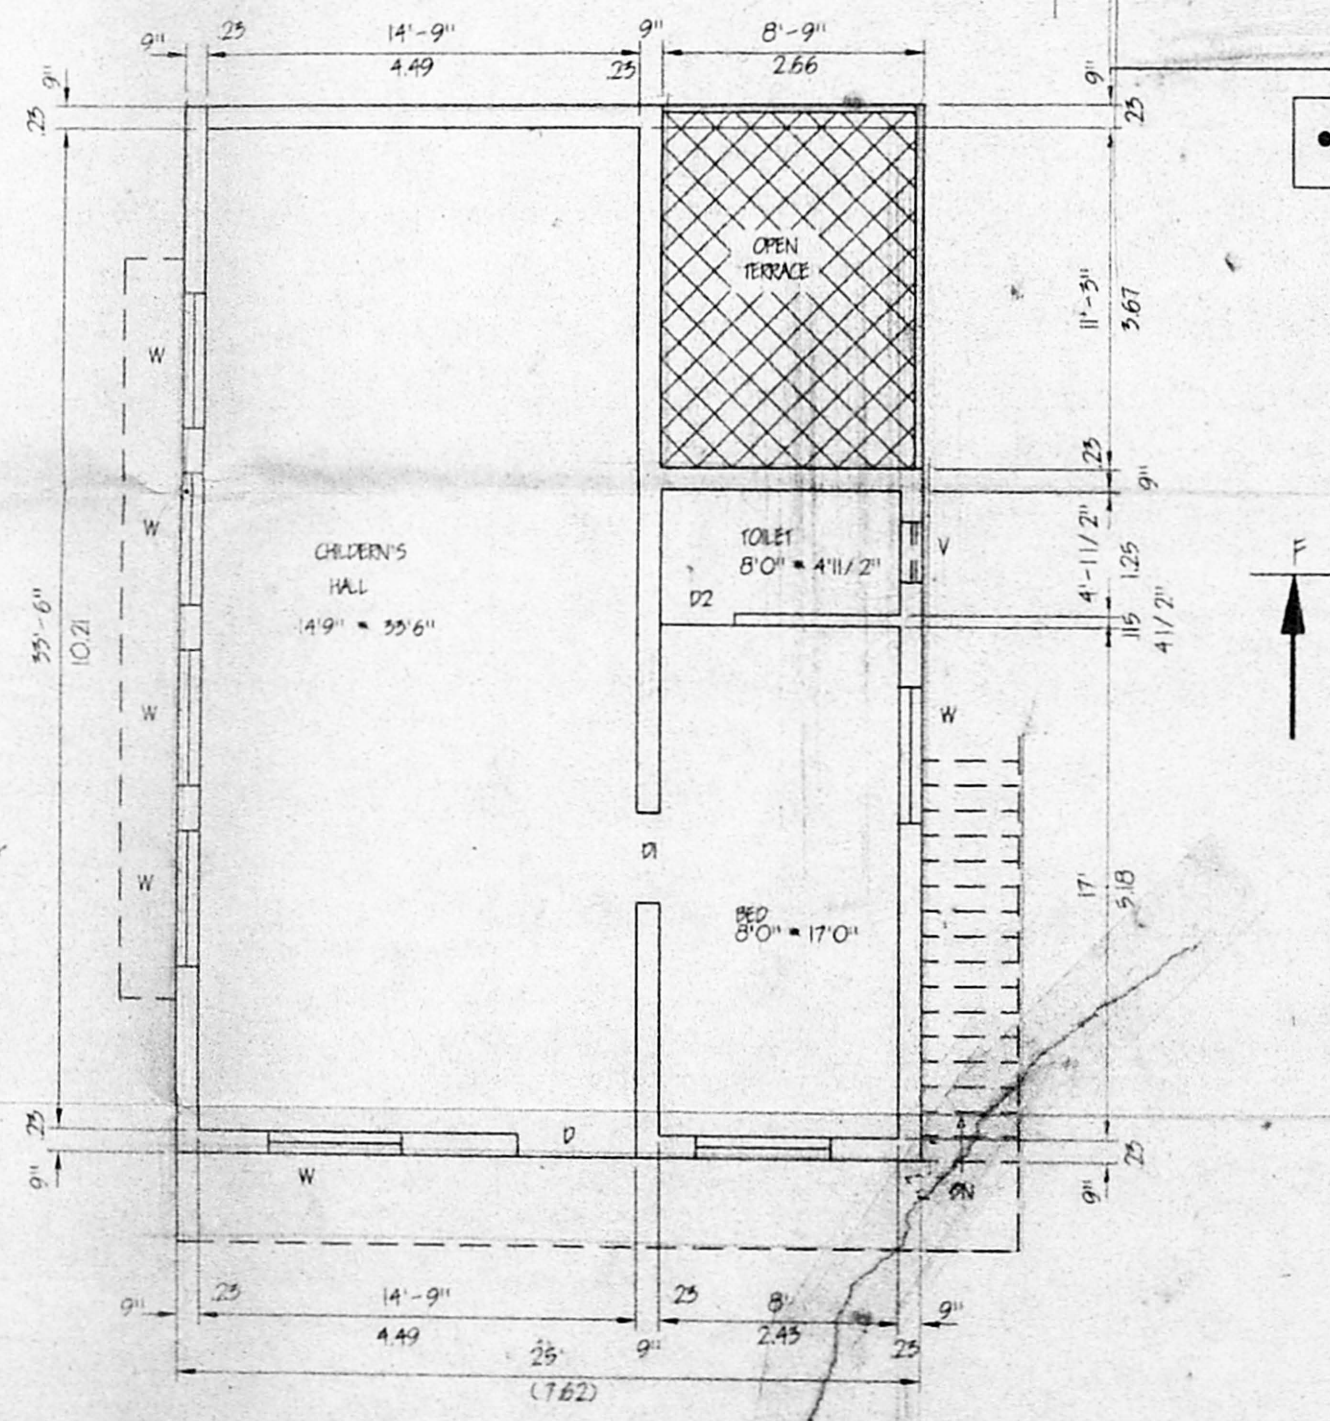 9" .23 14'-9" 9" 8'-9"
4.49 .23 2.66
9" 9"
.23 .23
OPEN
TERRACE
11'-3" 3.67
W
.23 9"
W
CHILDERN'S
HALL
14'9" * 33'6"
TOILET
8'0" * 4'11/2"
V
D2
4'-11/2" 1.25
.115 41/2"
33'-6" 10.21
W
W
F
D1
W
BED
8'0" * 17'0"
17' 5.18
.23 D .23
9" W DN 9"
9" .23 14'-9" .23 8' 9"
4.49 9" 2.43 .23
25'
(7.62)